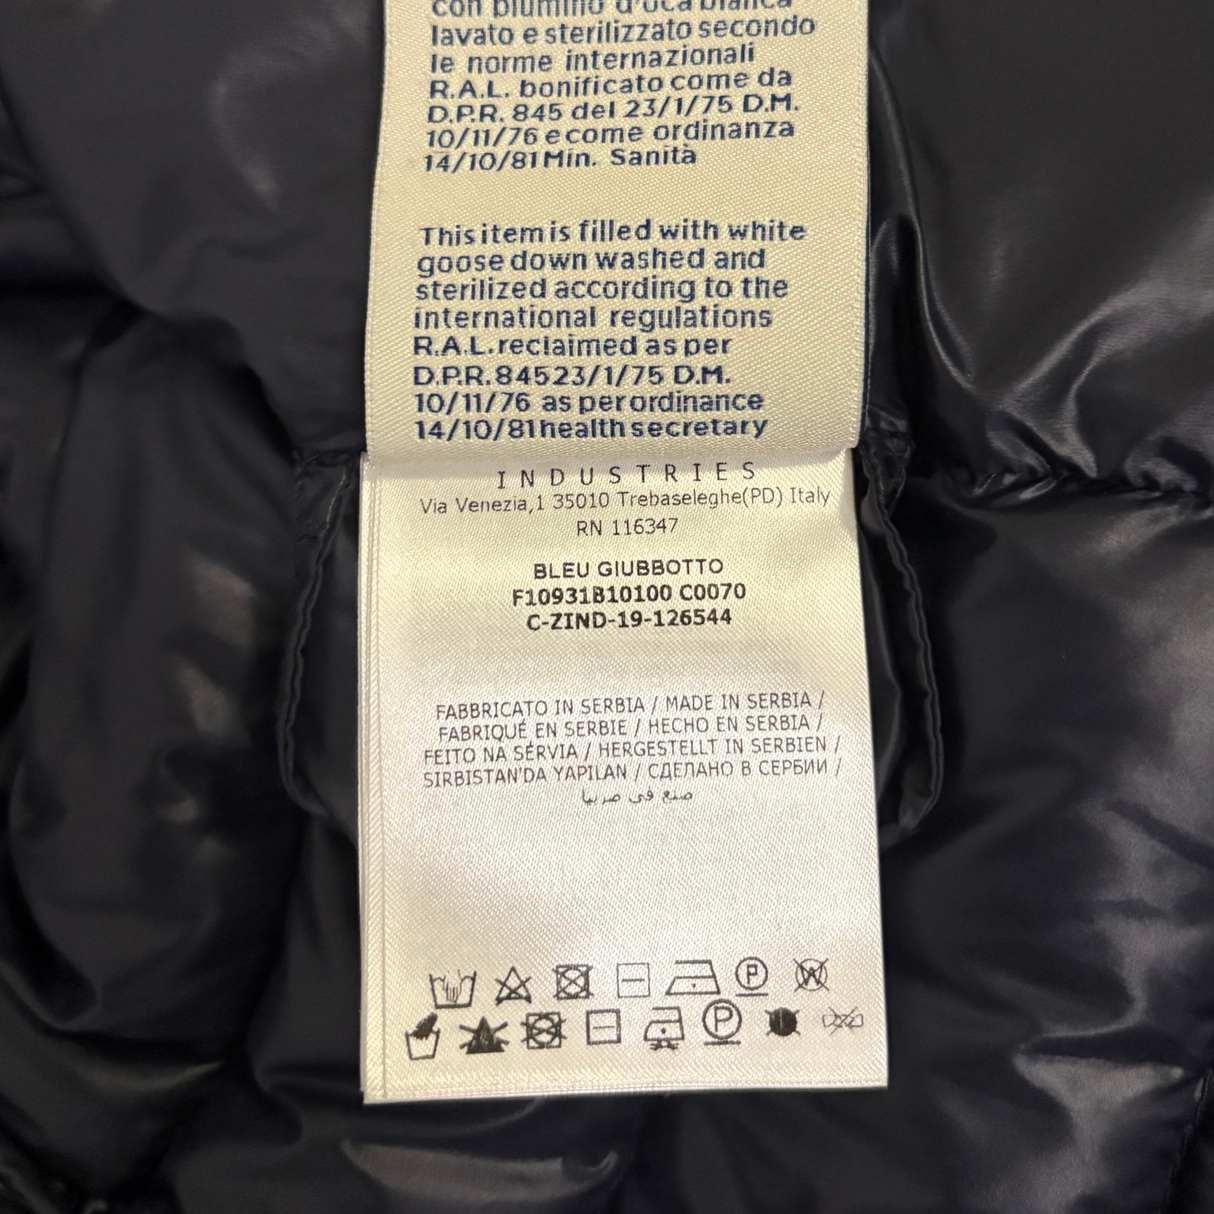 con piumino d'oca bianca
lavato e sterilizzato secondo
le norme internazionali
R.A.L. bonificato come da
D.P.R. 845 del 23/1/75 D.M.
10/11/76 e come ordinanza
14/10/81 Min. Sanità
This item is filled with white
goose down washed and
sterilized according to the
international regulations
R.A.L. reclaimed as per
D.P.R. 845 23/1/75 D.M.
10/11/76 as per ordinance
14/10/81 health secretary
INDUSTRIES
Via Venezia,1 35010 Trebaseleghe(PD) Italy
RN 116347
BLEU GIUBBOTTO
F10931B10100 C0070
C-ZIND-19-126544
FABBRICATO IN SERBIA / MADE IN SERBIA /
FABRIQUÉ EN SERBIE / HECHO EN SERBIA /
FEITO NA SÉRVIA / HERGESTELLT IN SERBIEN /
SIRBISTAN'DA YAPILAN / СДЕЛАНО В СЕРБИИ /
صنع في صربيا
P W
P